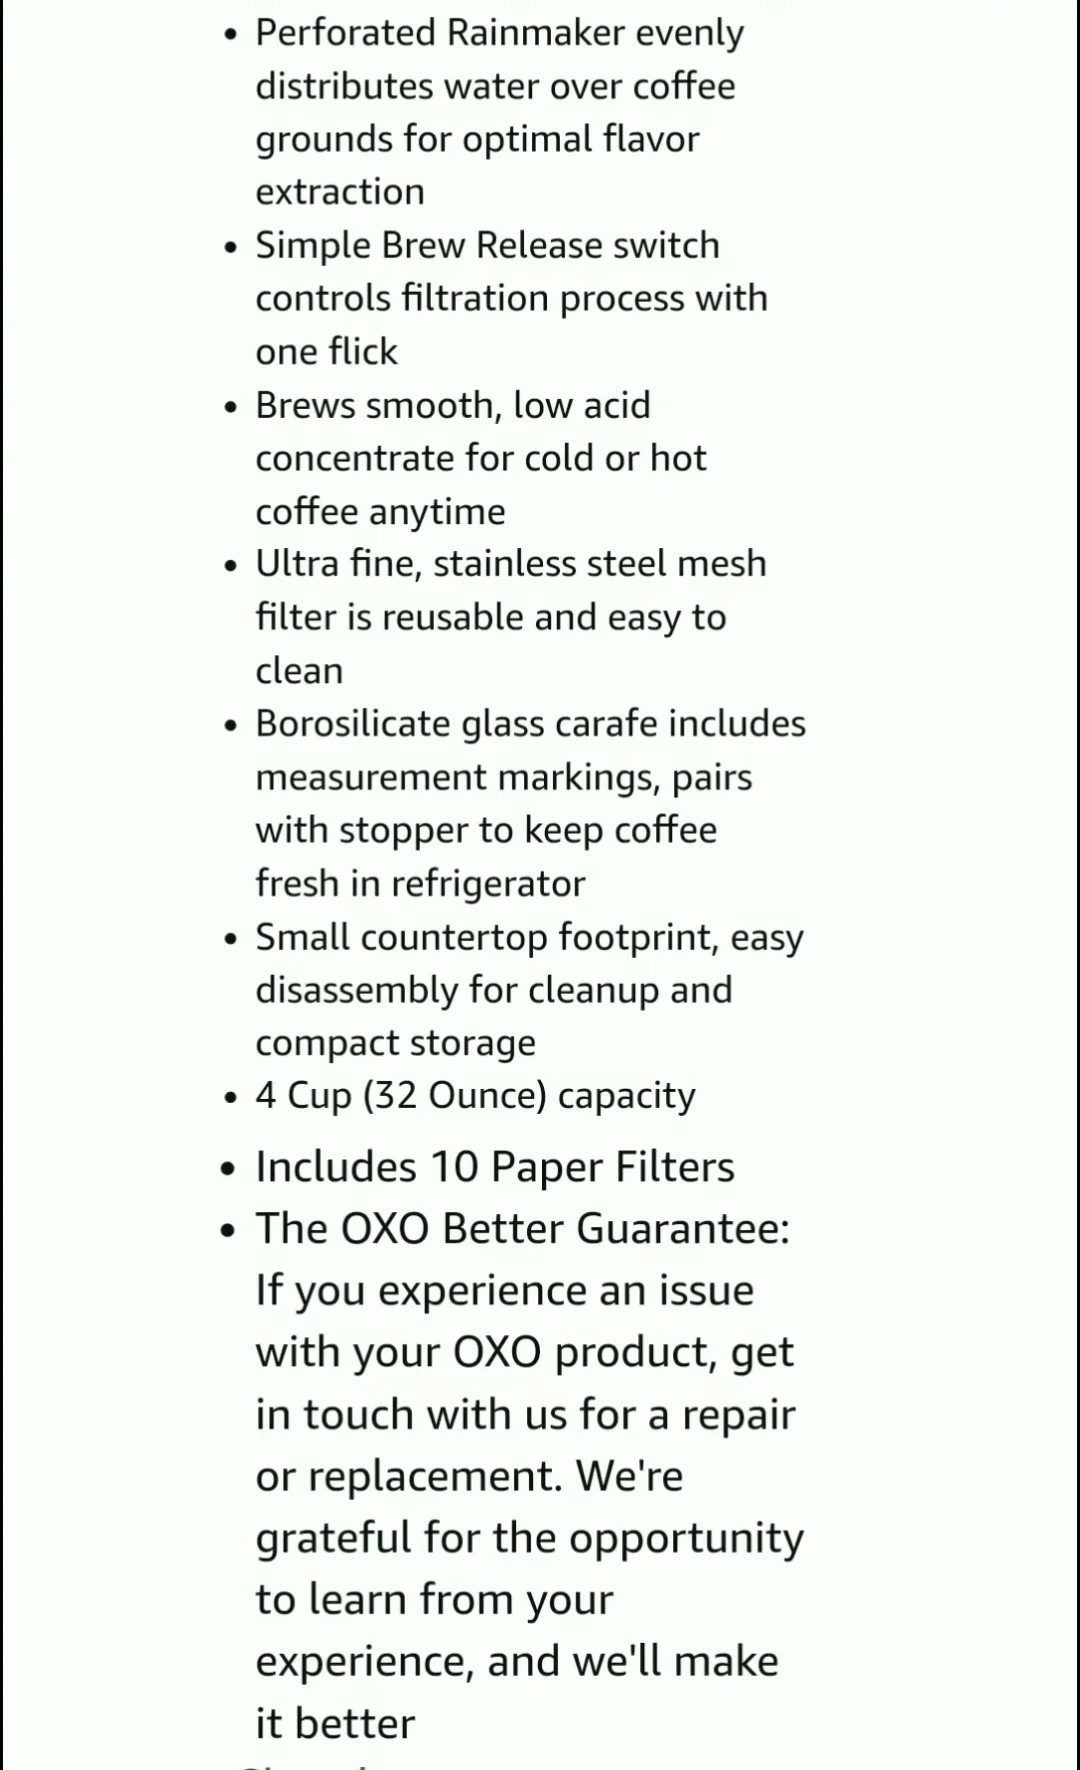 • Perforated Rainmaker evenly
distributes water over coffee
grounds for optimal flavor
extraction
• Simple Brew Release switch
controls filtration process with
one flick
• Brews smooth, low acid
concentrate for cold or hot
coffee anytime
• Ultra fine, stainless steel mesh
filter is reusable and easy to
clean
• Borosilicate glass carafe includes
measurement markings, pairs
with stopper to keep coffee
fresh in refrigerator
• Small countertop footprint, easy
disassembly for cleanup and
compact storage
• 4 Cup (32 Ounce) capacity
• Includes 10 Paper Filters
• The OXO Better Guarantee:
If you experience an issue
with your OXO product, get
in touch with us for a repair
or replacement. We're
grateful for the opportunity
to learn from your
experience, and we'll make
it better